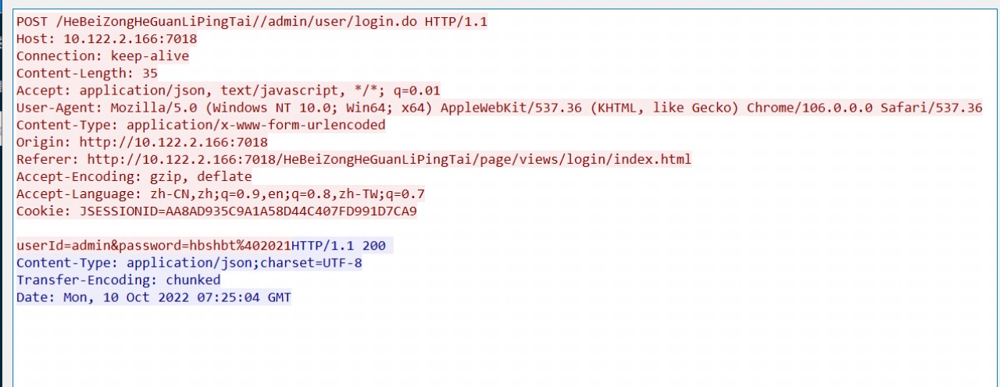 POST /HeBeiZongHeGuanLiPingTai//admin/user/login.do HTTP/1.1
Host: 10.122.2.166:7018
Connection: keep-alive
Content-Length: 35
Accept: application/json, text/javascript, */*; q=0.01
User-Agent: Mozilla/5.0 (Windows NT 10.0; Win64; x64) AppleWebKit/537.36 (KHTML, like Gecko) Chrome/106.0.0.0 Safari/537.36
Content-Type: application/x-www-form-urlencoded
Origin: http://10.122.2.166:7018
Referer: http://10.122.2.166:7018/HeBeiZongHeGuanLiPingTai/page/views/login/index.html
Accept-Encoding: gzip, deflate
Accept-Language: zh-CN,zh;q=0.9,en;q=0.8,zh-TW;q=0.7
Cookie: JSESSIONID=AA8AD935C9A1A58D44C407FD991D7CA9
userId=admin&password=hbshbt%402021HTTP/1.1 200
Content-Type: application/json;charset=UTF-8
Transfer-Encoding: chunked
Date: Mon, 10 Oct 2022 07:25:04 GMT